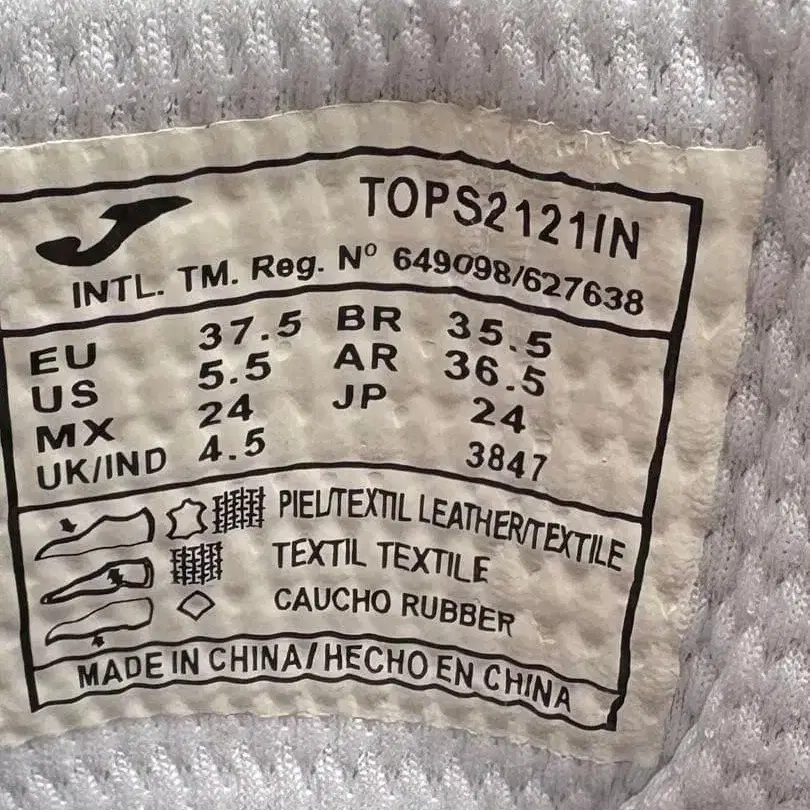 TOPS2121IN
INTL. TM. Reg. Nº 649098/627638
EU 37.5 BR 35.5
US 5.5 AR 36.5
MX 24 JP 24
UK/IND 4.5 3847
PIEL/TEXTIL LEATHER/TEXTILE
TEXTIL TEXTILE
CAUCHO RUBBER
MADE IN CHINA/HECHO EN CHINA